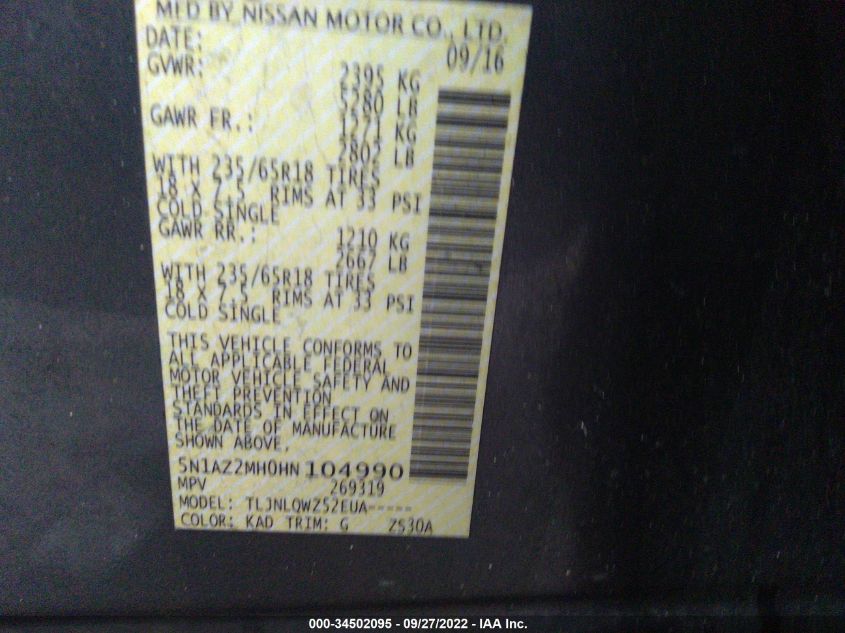 MFD BY NISSAN MOTOR CO., LTD.
DATE: 09/16
GVWR: 2395 KG
5280 LB
GAWR FR.: 1271 KG
2802 LB
WITH 235/65R18 TIRES
18 X 7.5 RIMS AT 33 PSI
COLD SINGLE
GAWR RR.: 1210 KG
2667 LB
WITH 235/65R18 TIRES
18 X 7.5 RIMS AT 33 PSI
COLD SINGLE
THIS VEHICLE CONFORMS TO
ALL APPLICABLE FEDERAL
MOTOR VEHICLE SAFETY AND
THEFT PREVENTION
STANDARDS IN EFFECT ON
THE DATE OF MANUFACTURE
SHOWN ABOVE.
5N1AZ2MH0HN104990
MPV 269319
MODEL: TLJNLQWZ52EUA-----
COLOR: KAD TRIM: G ZS30A
000-34502095 - 09/27/2022 - IAA Inc.